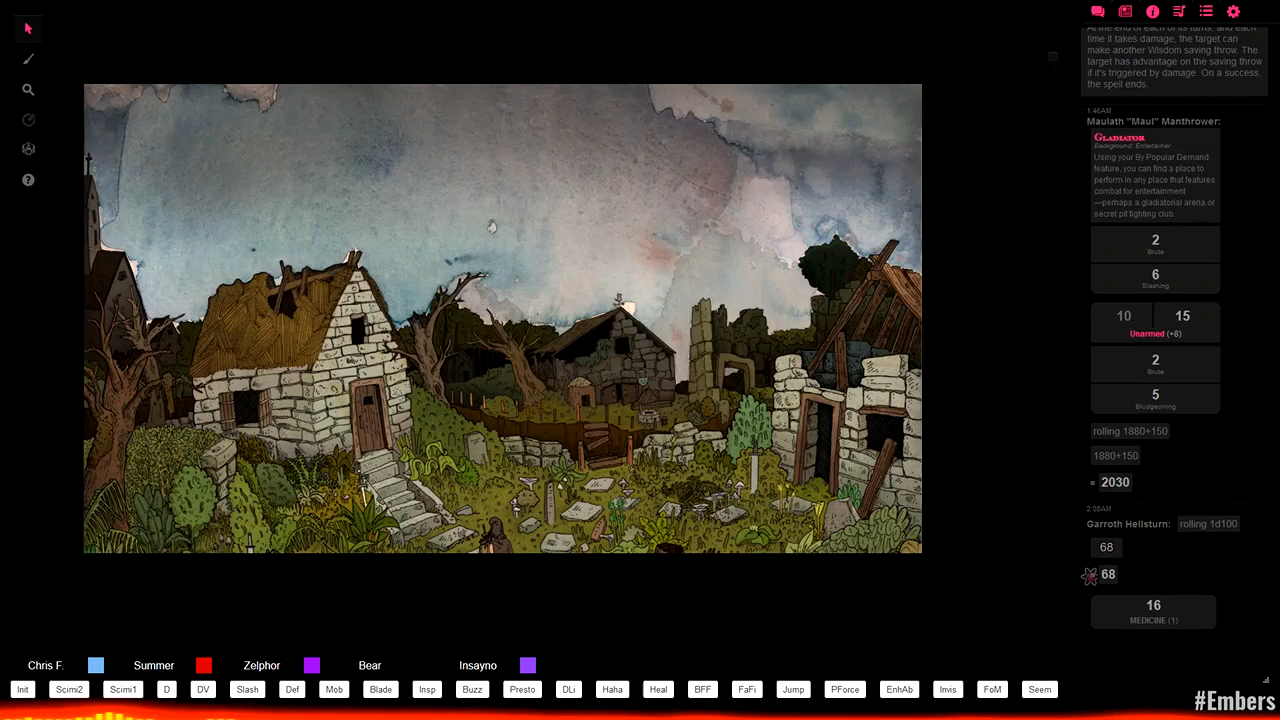 At the end of each of its turns, and each
time it takes damage, the target can
make another Wisdom saving throw. The
target has advantage on the saving throw
if it's triggered by damage On a success,
the spell ends.
1:46AM
Maulath "Maul" Manthrower:
Gladiator
Background: Entertainer
Using your By Popular Demand
feature, you can find a place to
perform in any place that features
combat for entertainment
—perhaps a gladiatorial arena or
secret pit fighting club.
2
Brute
6
Slashing
10 15
Unarmed (+8)
2
Brute
5
Bludgeoning
rolling 1880+150
1880+150
= 2030
2:08AM
Garroth Hellsturn: rolling 1d100
68
68
16
MEDICINE (1)
Chris F. Summer Zelphor Bear Insayno
Init Scimi2 Scimi1 D DV Slash Def Mob Blade Insp Buzz Presto DLi Haha Heal BFF FaFi Jump PForce EnhAb Invis FoM Seem
#Embers